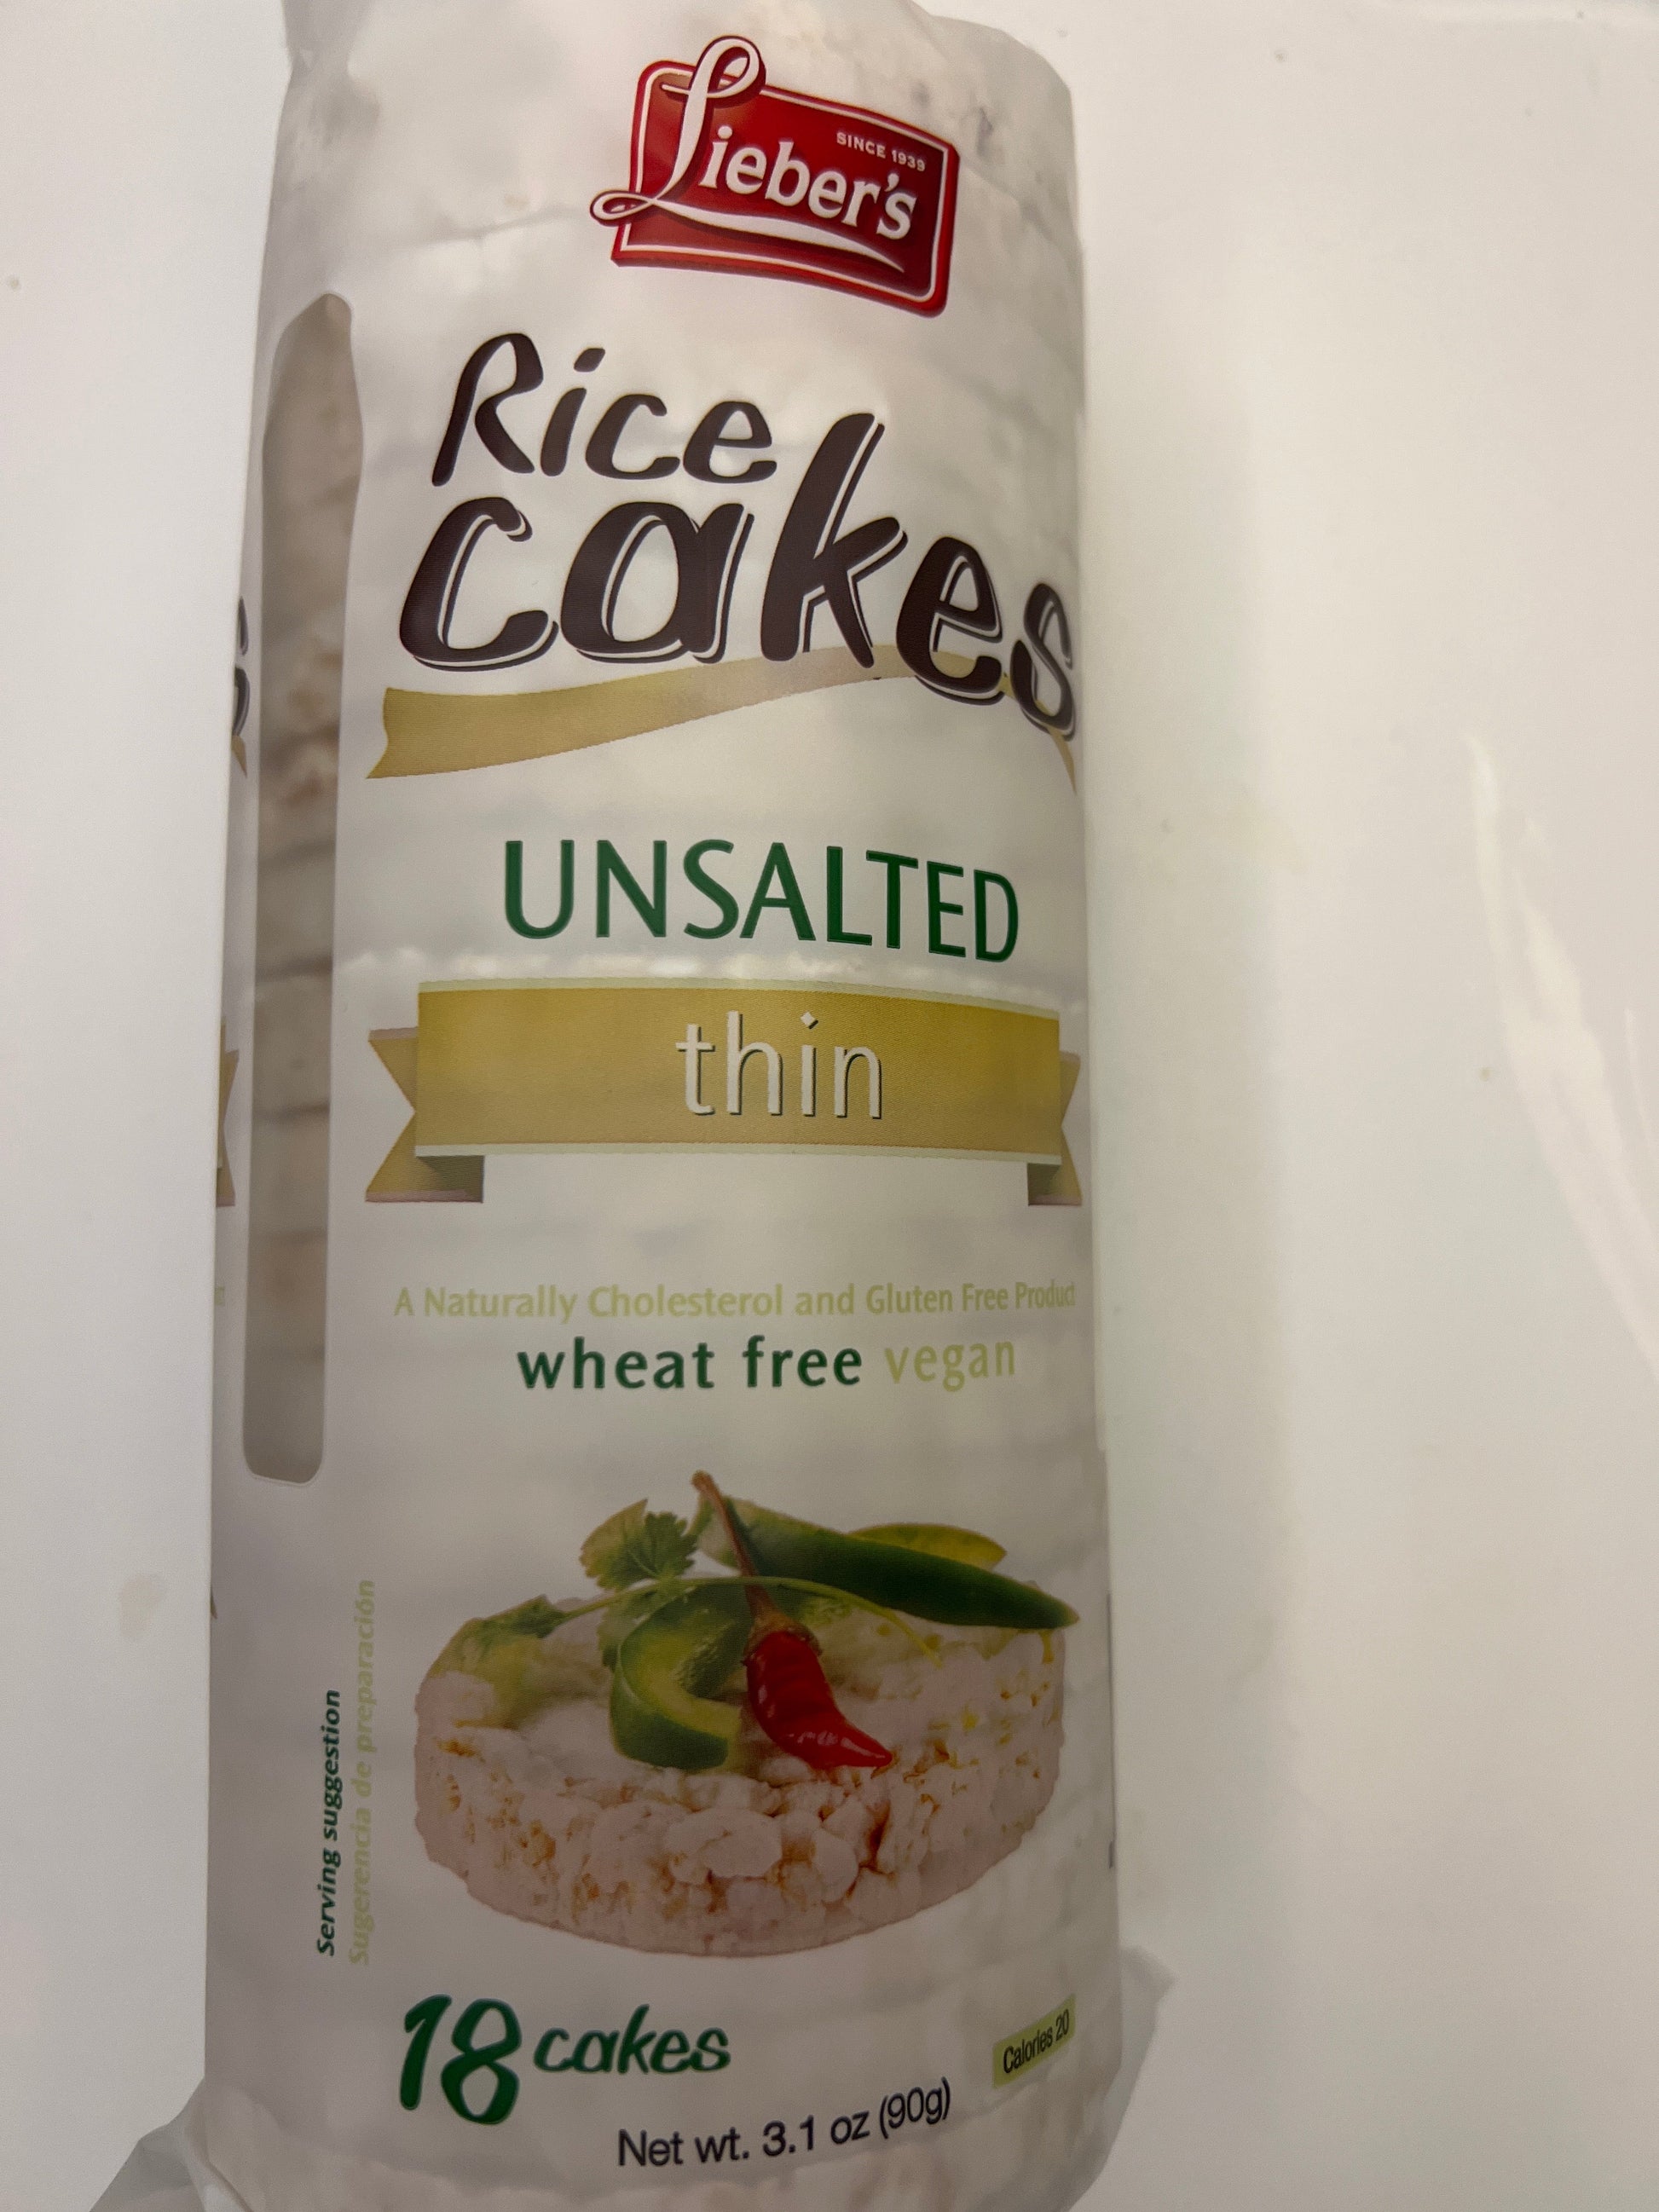 Lieber's
SINCE 1939
Rice
cakes
UNSALTED
thin
A Naturally Cholesterol and Gluten Free Product
wheat free vegan
Serving suggestion
Sugerencia de preparación
18 cakes
Calories 20
Net wt. 3.1 oz (90g)